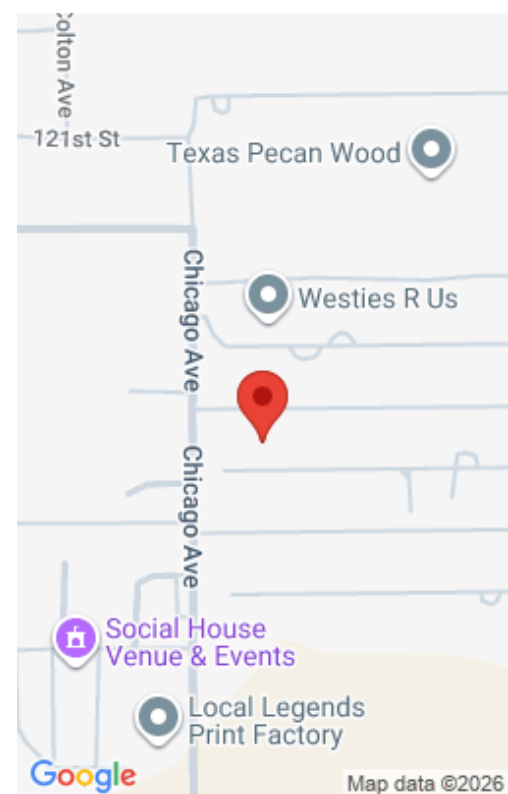 Colton Ave
121st St
Texas Pecan Wood
Chicago Ave
Westies R Us
Chicago Ave
Social House
Venue & Events
Local Legends
Print Factory
Google
Map data ©2026